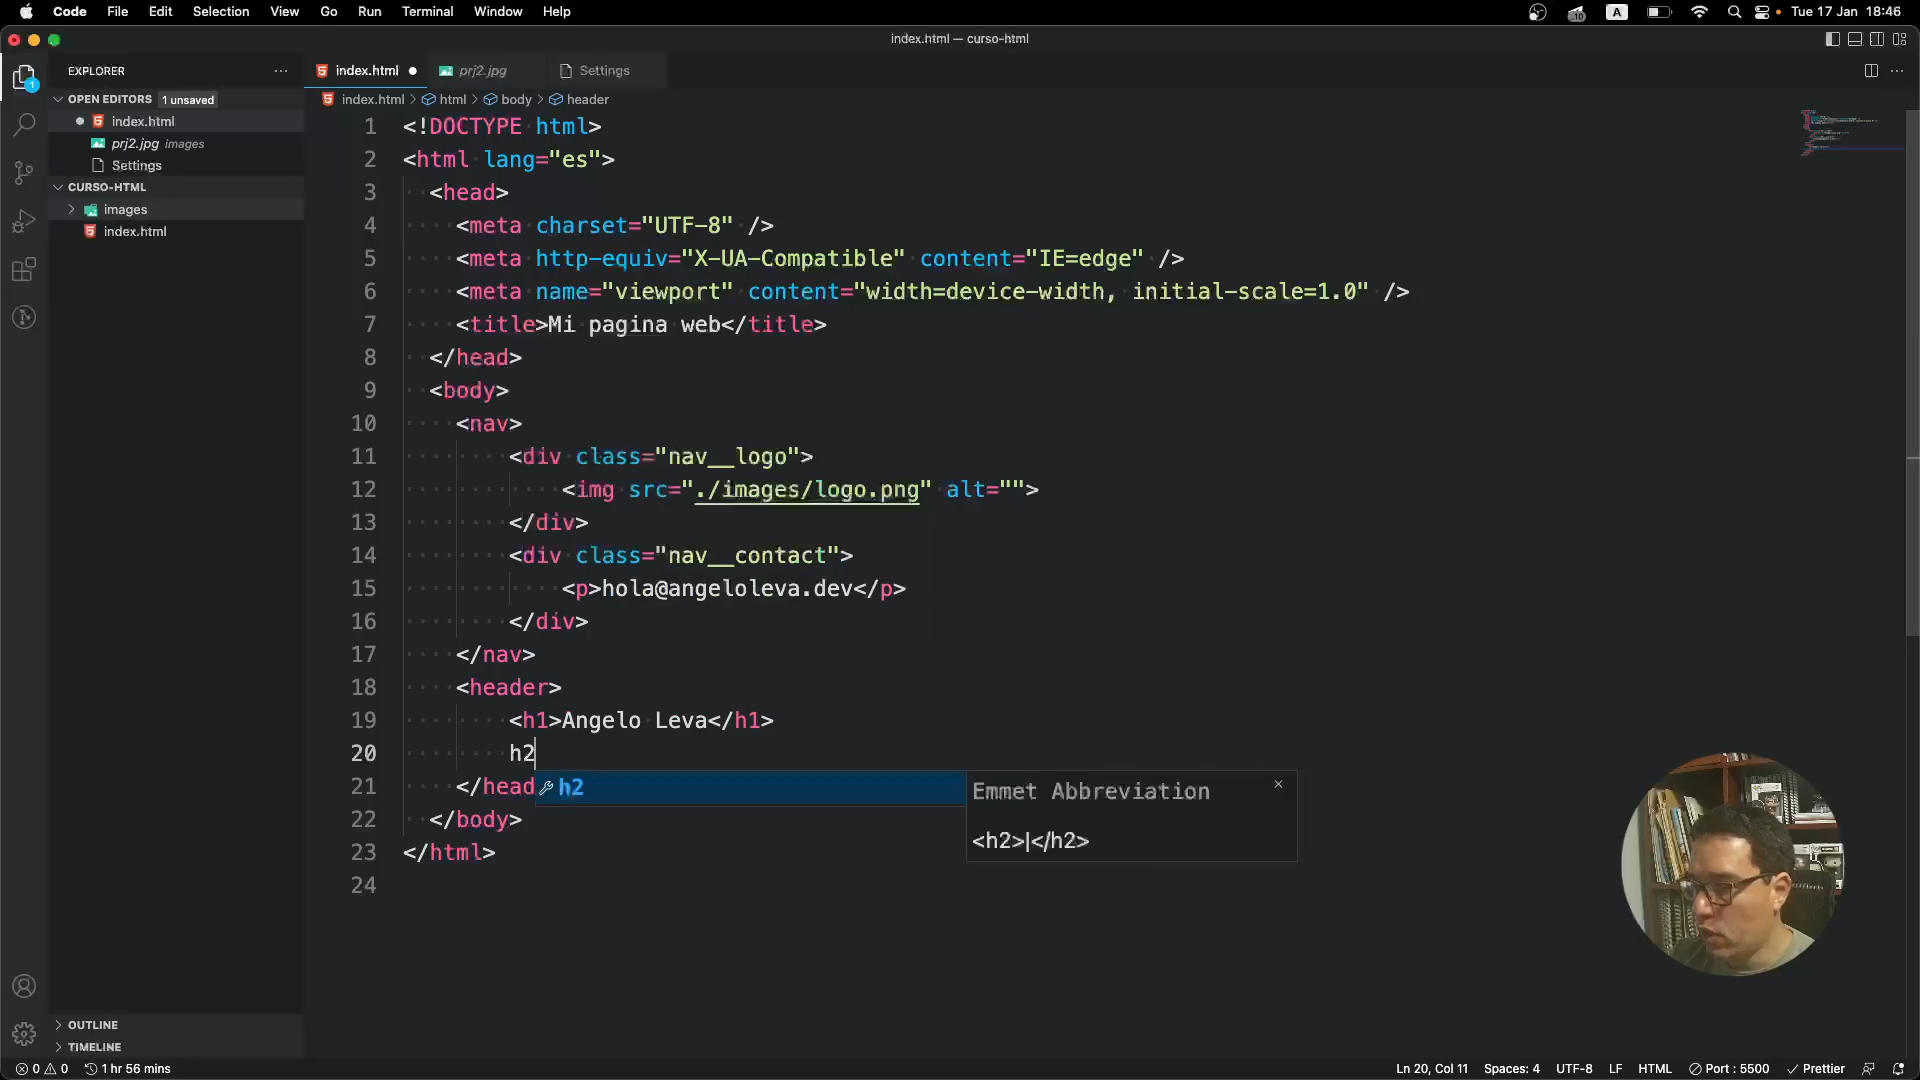 Code File Edit Selection View Go Run Terminal Window Help
A Tue 17 Jan 18:46
index.html — curso-html
EXPLORER
index.html
prj2.jpg
Settings
OPEN EDITORS 1 unsaved
index.html
prj2.jpg images
Settings
CURSO-HTML
images
index.html
index.html > html > body > header
1 <!DOCTYPE html>
2 <html lang="es">
3 <head>
4 <meta charset="UTF-8" />
5 <meta http-equiv="X-UA-Compatible" content="IE=edge" />
6 <meta name="viewport" content="width=device-width, initial-scale=1.0" />
7 <title>Mi pagina web</title>
8 </head>
9 <body>
10 <nav>
11 <div class="nav__logo">
12 <img src="./images/logo.png" alt="">
13 </div>
14 <div class="nav__contact">
15 <p>hola@angeloleva.dev</p>
16 </div>
17 </nav>
18 <header>
19 <h1>Angelo Leva</h1>
20 h2
21 </head
22 </body>
23 </html>
24
h2
Emmet Abbreviation
<h2>|</h2>
OUTLINE
TIMELINE
0 0 1 hr 56 mins
Ln 20, Col 11 Spaces: 4 UTF-8 LF HTML Port : 5500 Prettier